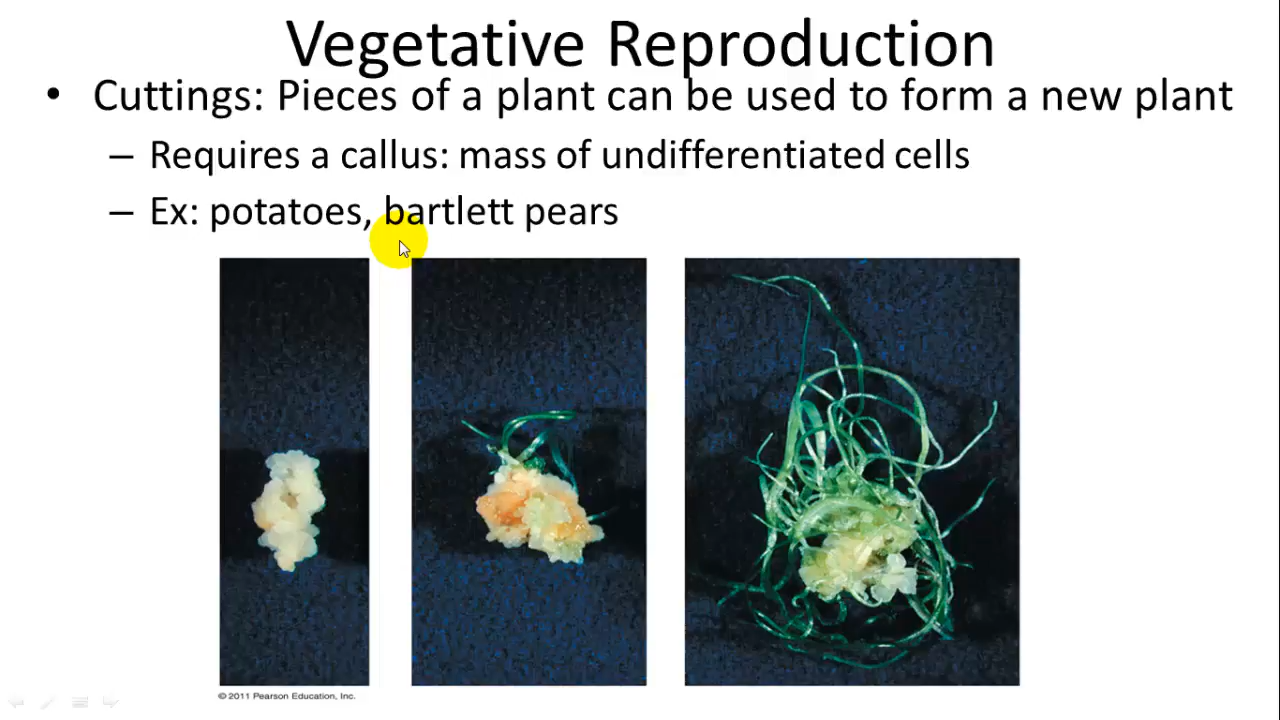 Vegetative Reproduction
• Cuttings: Pieces of a plant can be used to form a new plant
– Requires a callus: mass of undifferentiated cells
– Ex: potatoes, bartlett pears
© 2011 Pearson Education, Inc.